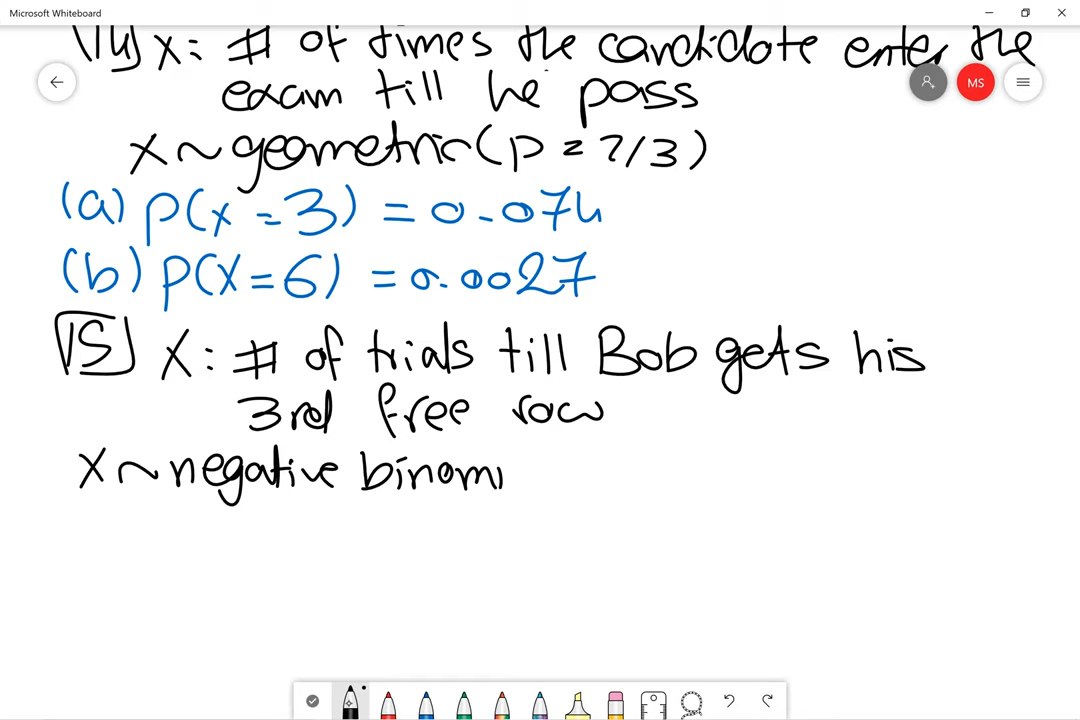 Microsoft Whiteboard
14) X: # of times the candidate enter the
MS
exam till he pass
X ~ geometric(p = 2/3)
(a) p(x = 3) = 0.074
(b) p(X = 6) = 0.0027
15 X: # of trials till Bob gets his
3rd free row
X ~ negative binomi